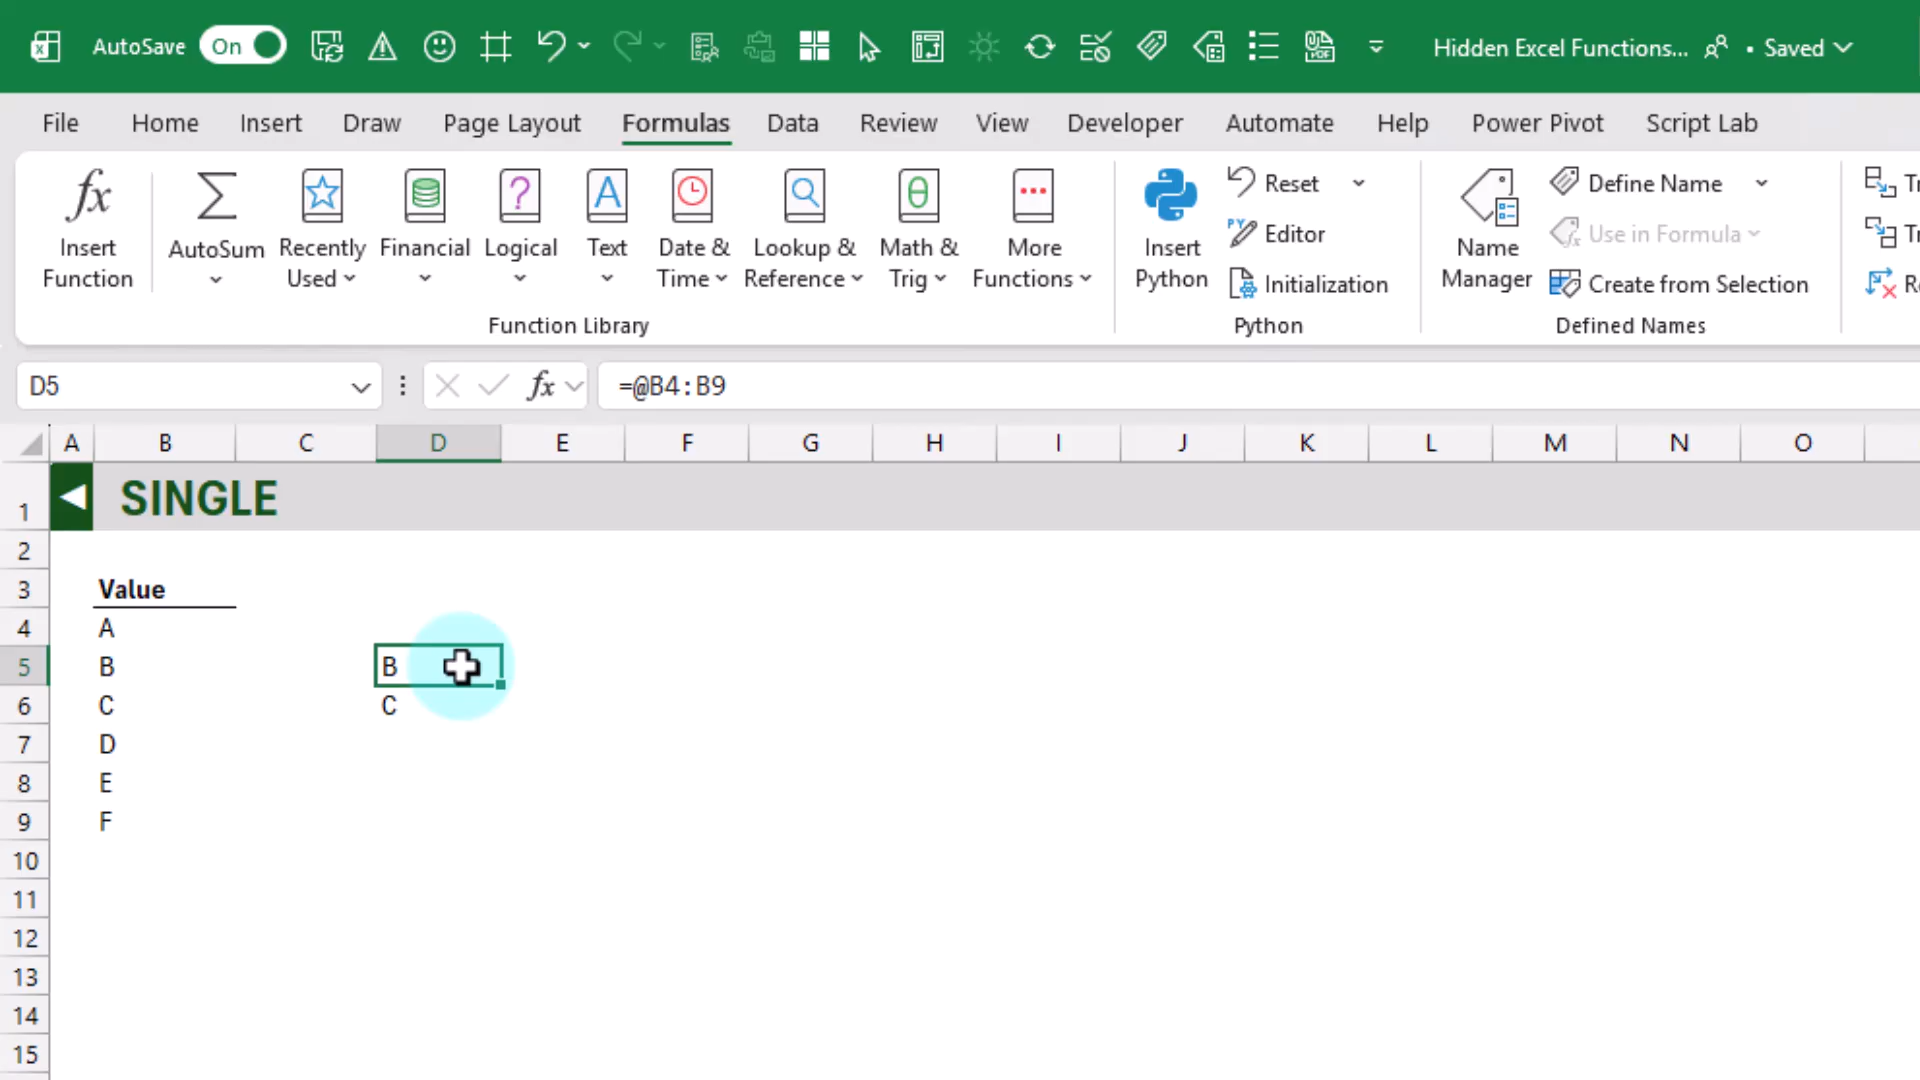 AutoSave On Hidden Excel Functions... • Saved
File Home Insert Draw Page Layout Formulas Data Review View Developer Automate Help Power Pivot Script Lab
fx Insert Function
AutoSum
Recently Used
Financial
Logical
Text
Date & Time
Lookup & Reference
Math & Trig
More Functions
Function Library
Insert Python
Reset
Editor
Initialization
Python
Name Manager
Define Name
Use in Formula
Create from Selection
Defined Names
D5 fx =@B4:B9
A B C D E F G H I J K L M N O
1 SINGLE
2
3 Value
4 A
5 B B
6 C C
7 D
8 E
9 F
10
11
12
13
14
15